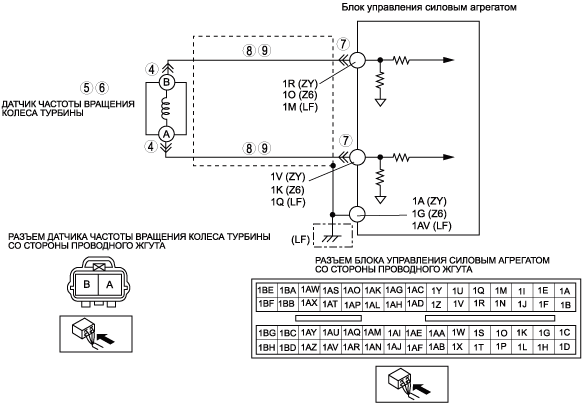 Блок управления силовым агрегатом
4
8 9
7
B
1R (ZY)
1O (Z6)
1M (LF)
5 6
ДАТЧИК ЧАСТОТЫ ВРАЩЕНИЯ
КОЛЕСА ТУРБИНЫ
A
4
8 9
7
1V (ZY)
1K (Z6)
1Q (LF)
1A (ZY)
1G (Z6)
1AV (LF)
(LF)
РАЗЪЕМ ДАТЧИКА ЧАСТОТЫ ВРАЩЕНИЯ КОЛЕСА ТУРБИНЫ
СО СТОРОНЫ ПРОВОДНОГО ЖГУТА
B A
РАЗЪЕМ БЛОКА УПРАВЛЕНИЯ СИЛОВЫМ АГРЕГАТОМ
СО СТОРОНЫ ПРОВОДНОГО ЖГУТА
1BE 1BA 1AW 1AS 1AO 1AK 1AG 1AC 1Y 1U 1Q 1M 1I 1E 1A
1BF 1BB 1AX 1AT 1AP 1AL 1AH 1AD 1Z 1V 1R 1N 1J 1F 1B
1BG 1BC 1AY 1AU 1AQ 1AM 1AI 1AE 1AA 1W 1S 1O 1K 1G 1C
1BH 1BD 1AZ 1AV 1AR 1AN 1AJ 1AF 1AB 1X 1T 1P 1L 1H 1D